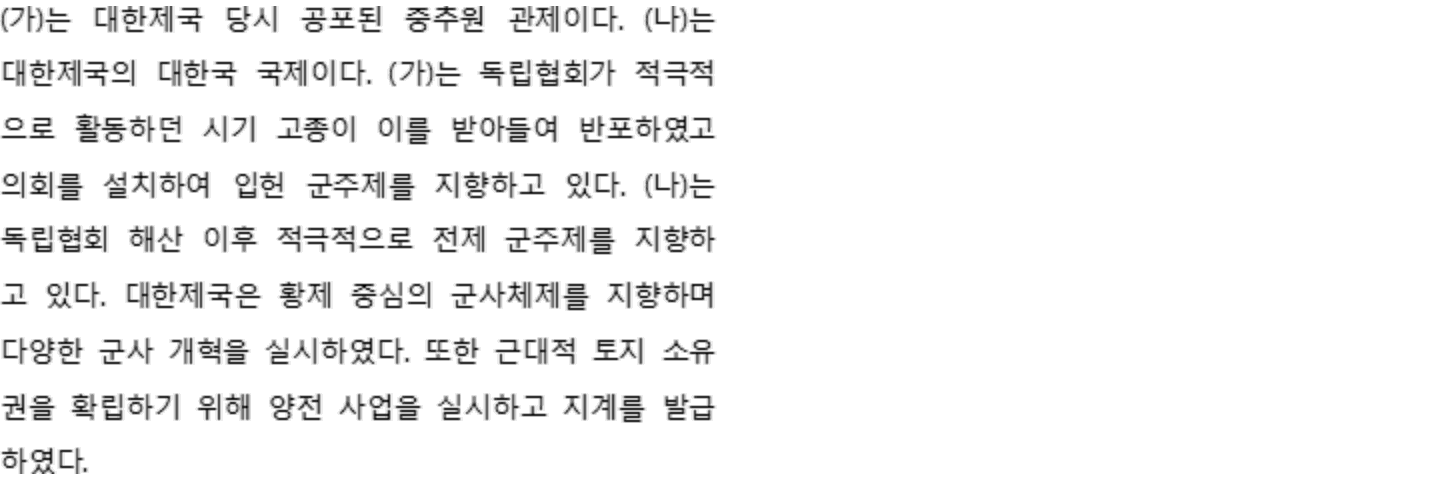 (가)는 대한제국 당시 공포된 중추원 관제이다. (나)는
대한제국의 대한국 국제이다. (가)는 독립협회가 적극적
으로 활동하던 시기 고종이 이를 받아들여 반포하였고
의회를 설치하여 입헌 군주제를 지향하고 있다. (나)는
독립협회 해산 이후 적극적으로 전제 군주제를 지향하
고 있다. 대한제국은 황제 중심의 군사체제를 지향하며
다양한 군사 개혁을 실시하였다. 또한 근대적 토지 소유
권을 확립하기 위해 양전 사업을 실시하고 지계를 발급
하였다.